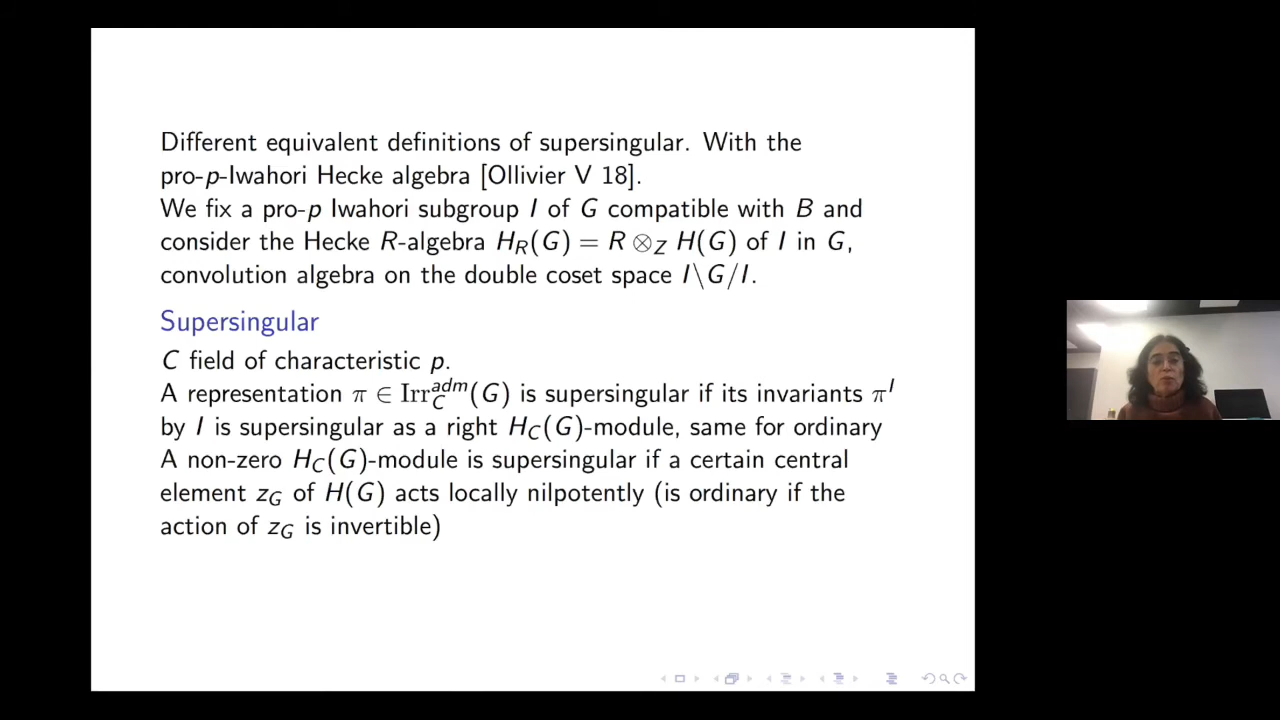 Different equivalent definitions of supersingular. With the
pro-p-Iwahori Hecke algebra [Ollivier V 18].
We fix a pro-p Iwahori subgroup I of G compatible with B and
consider the Hecke R-algebra H_R(G) = R ⊗_Z H(G) of I in G,
convolution algebra on the double coset space I\G/I.
Supersingular
C field of characteristic p.
A representation π ∈ Irr_C^{adm}(G) is supersingular if its invariants π^I
by I is supersingular as a right H_C(G)-module, same for ordinary
A non-zero H_C(G)-module is supersingular if a certain central
element z_G of H(G) acts locally nilpotently (is ordinary if the
action of z_G is invertible)